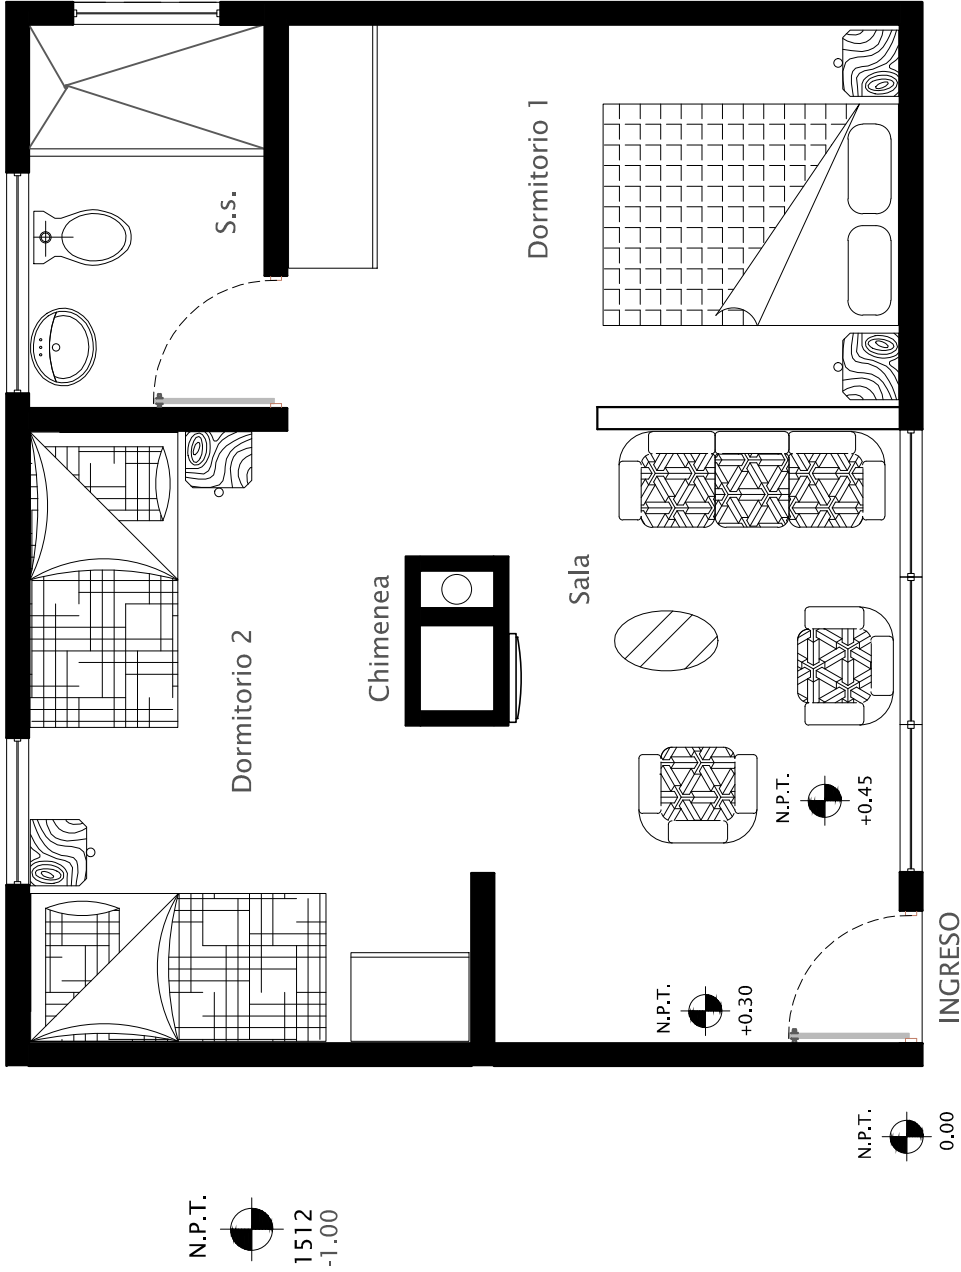 N.P.T.
1512
-1.00
S.s.
Dormitorio 2
Chimenea
Dormitorio 1
Sala
N.P.T.
+0.30
N.P.T.
+0.45
N.P.T.
0.00
INGRESO